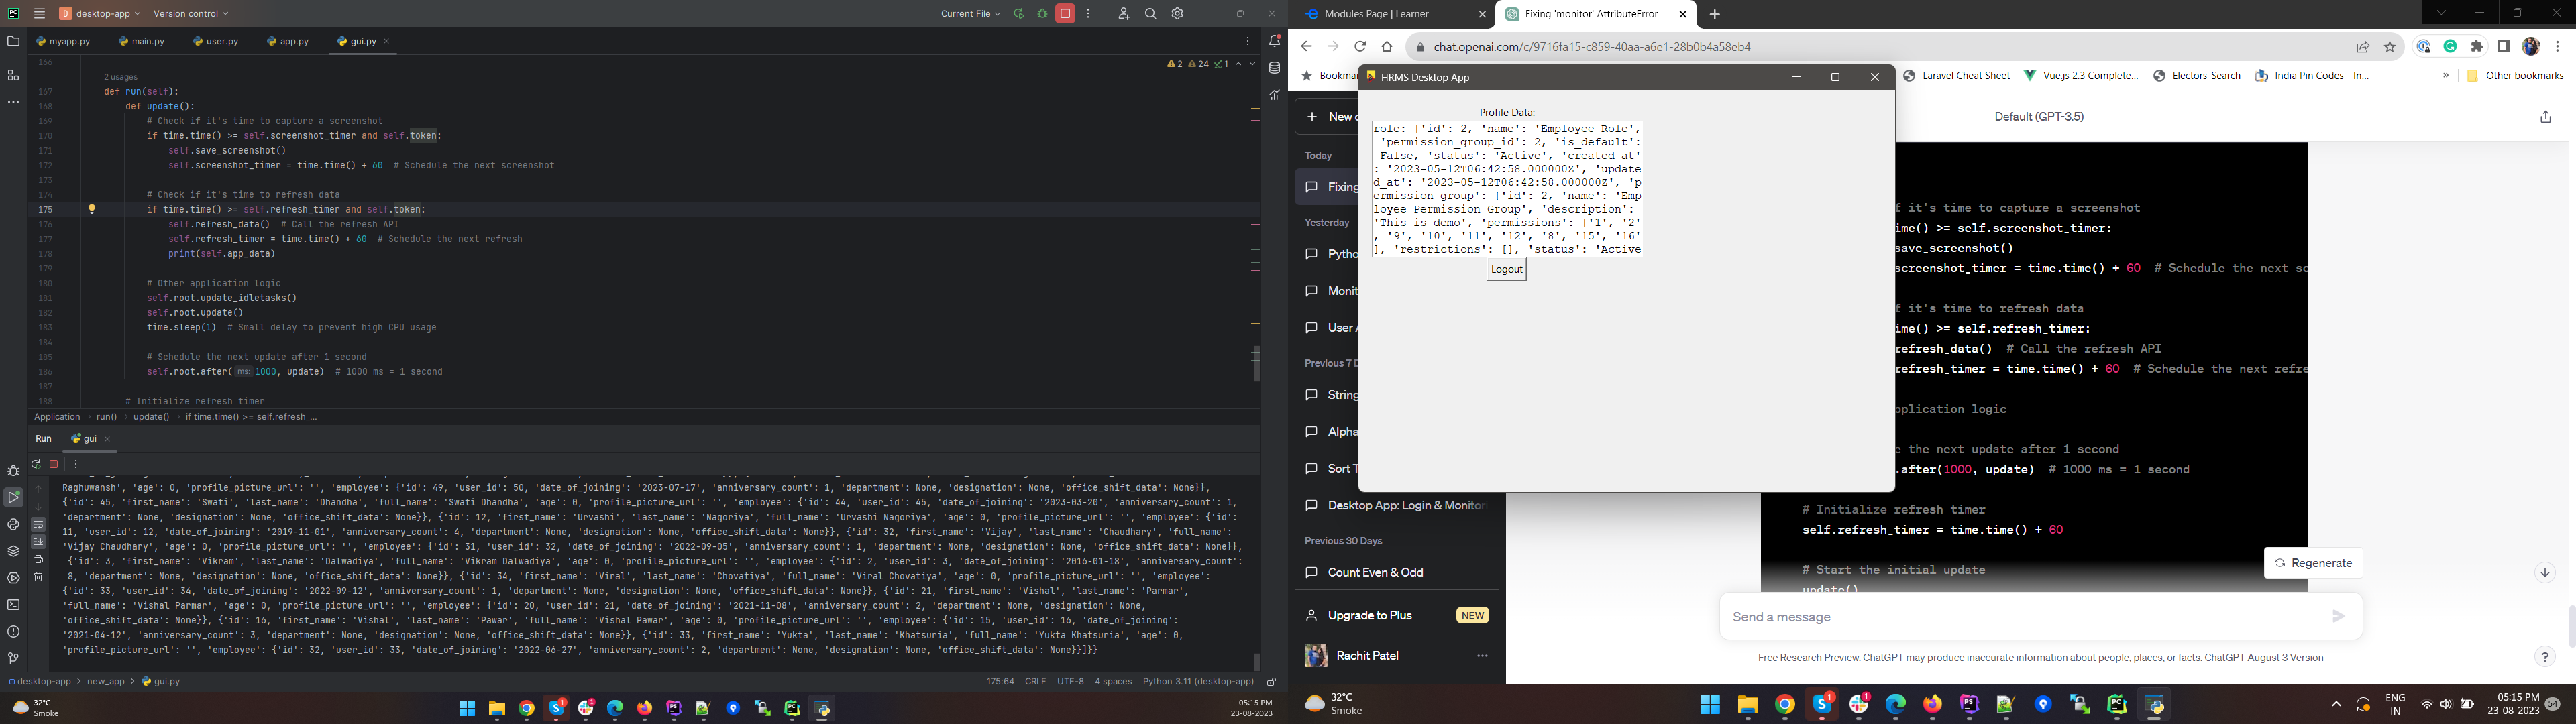 desktop-app
Version control
Current File
myapp.py
main.py
user.py
app.py
gui.py
2 24 1
166
2 usages
167 def run(self):
168 def update():
169 # Check if it's time to capture a screenshot
170 if time.time() >= self.screenshot_timer and self.token:
171 self.save_screenshot()
172 self.screenshot_timer = time.time() + 60 # Schedule the next screenshot
173
174 # Check if it's time to refresh data
175 if time.time() >= self.refresh_timer and self.token:
176 self.refresh_data() # Call the refresh API
177 self.refresh_timer = time.time() + 60 # Schedule the next refresh
178 print(self.app_data)
179
180 # Other application logic
181 self.root.update_idletasks()
182 self.root.update()
183 time.sleep(1) # Small delay to prevent high CPU usage
184
185 # Schedule the next update after 1 second
186 self.root.after( ms: 1000, update) # 1000 ms = 1 second
187
188 # Initialize refresh timer
Application run() update() if time.time() >= self.refresh_...
Run gui
Raghuwansh', 'age': 0, 'profile_picture_url': '', 'employee': {'id': 49, 'user_id': 50, 'date_of_joining': '2023-07-17', 'anniversary_count': 1, 'department': None, 'designation': None, 'office_shift_data': None}},
{'id': 45, 'first_name': 'Swati', 'last_name': 'Dhandha', 'full_name': 'Swati Dhandha', 'age': 0, 'profile_picture_url': '', 'employee': {'id': 44, 'user_id': 45, 'date_of_joining': '2023-03-20', 'anniversary_count': 1,
'department': None, 'designation': None, 'office_shift_data': None}}, {'id': 12, 'first_name': 'Urvashi', 'last_name': 'Nagoriya', 'full_name': 'Urvashi Nagoriya', 'age': 0, 'profile_picture_url': '', 'employee': {'id':
11, 'user_id': 12, 'date_of_joining': '2019-11-01', 'anniversary_count': 4, 'department': None, 'designation': None, 'office_shift_data': None}}, {'id': 32, 'first_name': 'Vijay', 'last_name': 'Chaudhary', 'full_name':
'Vijay Chaudhary', 'age': 0, 'profile_picture_url': '', 'employee': {'id': 31, 'user_id': 32, 'date_of_joining': '2022-09-05', 'anniversary_count': 1, 'department': None, 'designation': None, 'office_shift_data': None}},
{'id': 3, 'first_name': 'Vikram', 'last_name': 'Dalwadiya', 'full_name': 'Vikram Dalwadiya', 'age': 0, 'profile_picture_url': '', 'employee': {'id': 2, 'user_id': 3, 'date_of_joining': '2016-01-18', 'anniversary_count':
8, 'department': None, 'designation': None, 'office_shift_data': None}}, {'id': 34, 'first_name': 'Viral', 'last_name': 'Chovatiya', 'full_name': 'Viral Chovatiya', 'age': 0, 'profile_picture_url': '', 'employee':
{'id': 33, 'user_id': 34, 'date_of_joining': '2022-09-12', 'anniversary_count': 1, 'department': None, 'designation': None, 'office_shift_data': None}}, {'id': 21, 'first_name': 'Vishal', 'last_name': 'Parmar',
'full_name': 'Vishal Parmar', 'age': 0, 'profile_picture_url': '', 'employee': {'id': 20, 'user_id': 21, 'date_of_joining': '2021-11-08', 'anniversary_count': 2, 'department': None, 'designation': None,
'office_shift_data': None}}, {'id': 16, 'first_name': 'Vishal', 'last_name': 'Pawar', 'full_name': 'Vishal Pawar', 'age': 0, 'profile_picture_url': '', 'employee': {'id': 15, 'user_id': 16, 'date_of_joining':
'2021-04-12', 'anniversary_count': 3, 'department': None, 'designation': None, 'office_shift_data': None}}, {'id': 33, 'first_name': 'Yukta', 'last_name': 'Khatsuria', 'full_name': 'Yukta Khatsuria', 'age': 0,
'profile_picture_url': '', 'employee': {'id': 32, 'user_id': 33, 'date_of_joining': '2022-06-27', 'anniversary_count': 2, 'department': None, 'designation': None, 'office_shift_data': None}}]}}
desktop-app new_app gui.py
175:64 CRLF UTF-8 4 spaces Python 3.11 (desktop-app)
32°C
Smoke
05:15 PM
23-08-2023
Modules Page | Learner
Fixing 'monitor' AttributeError
chat.openai.com/c/9716fa15-c859-40aa-a6e1-28b0b4a58eb4
Bookmar
Laravel Cheat Sheet
Vue.js 2.3 Complete...
Electors-Search
India Pin Codes - In...
Other bookmarks
HRMS Desktop App
Profile Data:
role: {'id': 2, 'name': 'Employee Role',
'permission_group_id': 2, 'is_default':
False, 'status': 'Active', 'created_at'
: '2023-05-12T06:42:58.000000Z', 'update
d_at': '2023-05-12T06:42:58.000000Z', 'p
ermission_group': {'id': 2, 'name': 'Emp
loyee Permission Group', 'description':
'This is demo', 'permissions': ['1', '2'
, '9', '10', '11', '12', '8', '15', '16'
], 'restrictions': [], 'status': 'Active
Logout
New c
Today
Fixing
Yesterday
Pytho
Monit
User A
Previous 7 D
String
Alpha
Sort T
Desktop App: Login & Monitor
Previous 30 Days
Count Even & Odd
Upgrade to Plus NEW
Rachit Patel
Default (GPT-3.5)
f it's time to capture a screenshot
ime() >= self.screenshot_timer:
save_screenshot()
screenshot_timer = time.time() + 60 # Schedule the next sc
f it's time to refresh data
ime() >= self.refresh_timer:
refresh_data() # Call the refresh API
refresh_timer = time.time() + 60 # Schedule the next refre
pplication logic
e the next update after 1 second
.after(1000, update) # 1000 ms = 1 second
# Initialize refresh timer
self.refresh_timer = time.time() + 60
# Start the initial update
update()
Regenerate
Send a message
Free Research Preview. ChatGPT may produce inaccurate information about people, places, or facts. ChatGPT August 3 Version
32°C
Smoke
ENG
IN
05:15 PM
23-08-2023
54